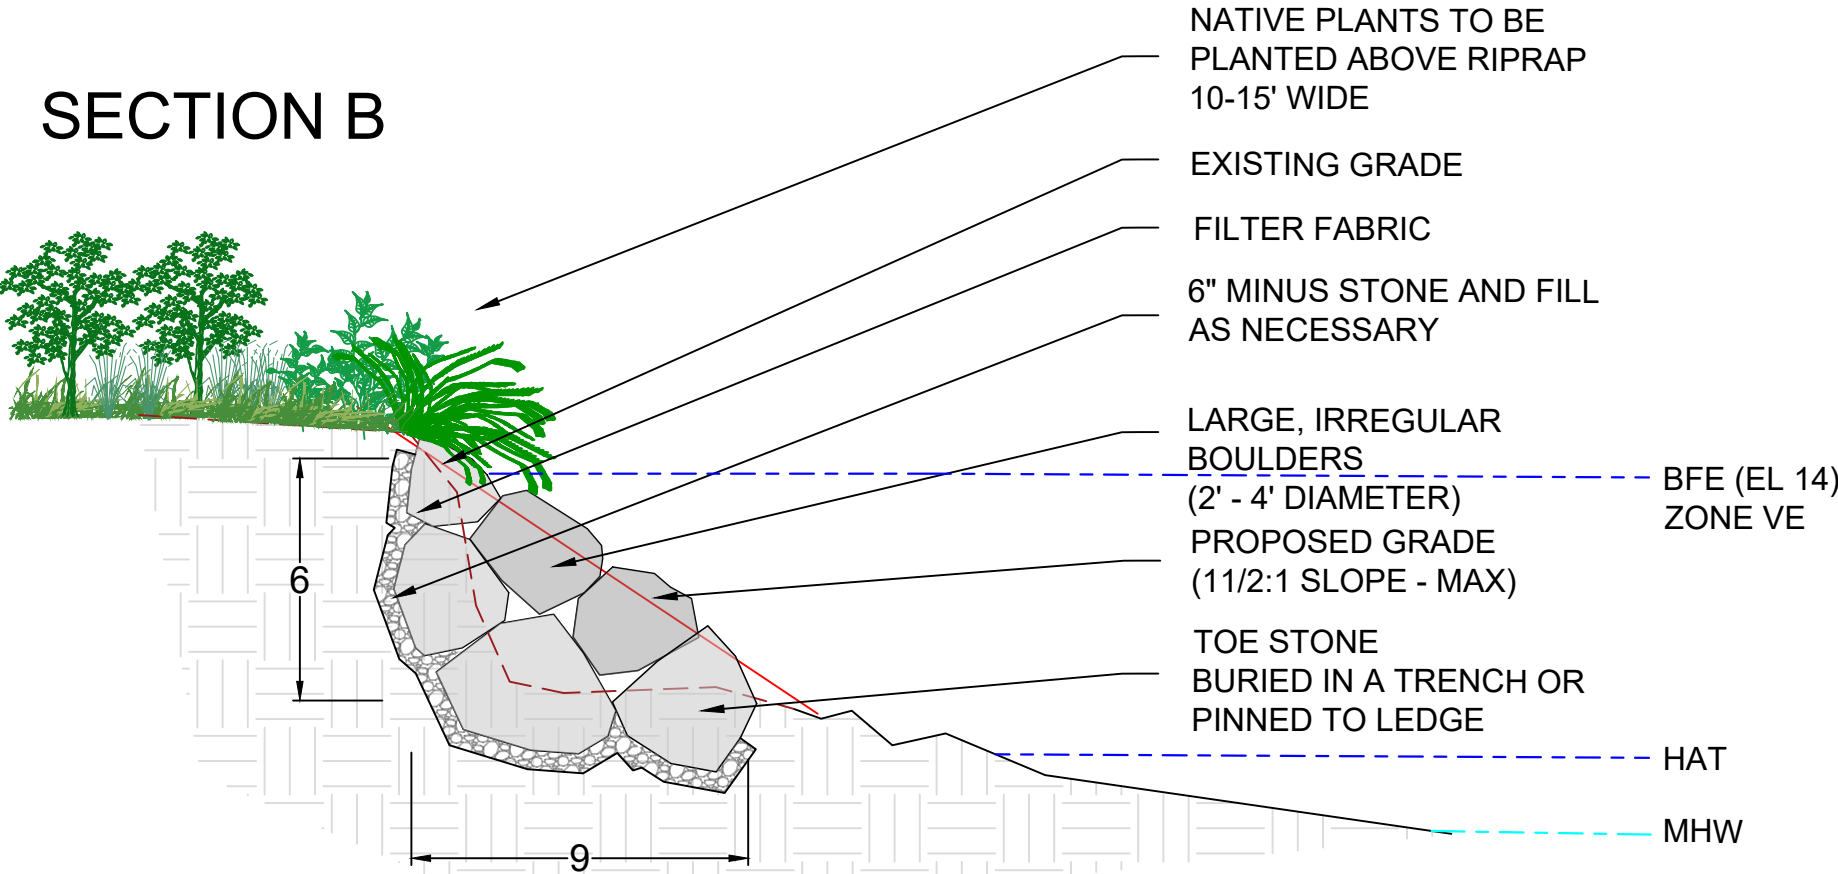 SECTION B
NATIVE PLANTS TO BE
PLANTED ABOVE RIPRAP
10-15' WIDE
EXISTING GRADE
FILTER FABRIC
6" MINUS STONE AND FILL
AS NECESSARY
LARGE, IRREGULAR
BOULDERS
(2' - 4' DIAMETER)
PROPOSED GRADE
(11/2:1 SLOPE - MAX)
TOE STONE
BURIED IN A TRENCH OR
PINNED TO LEDGE
BFE (EL 14)
ZONE VE
HAT
MHW
6
9